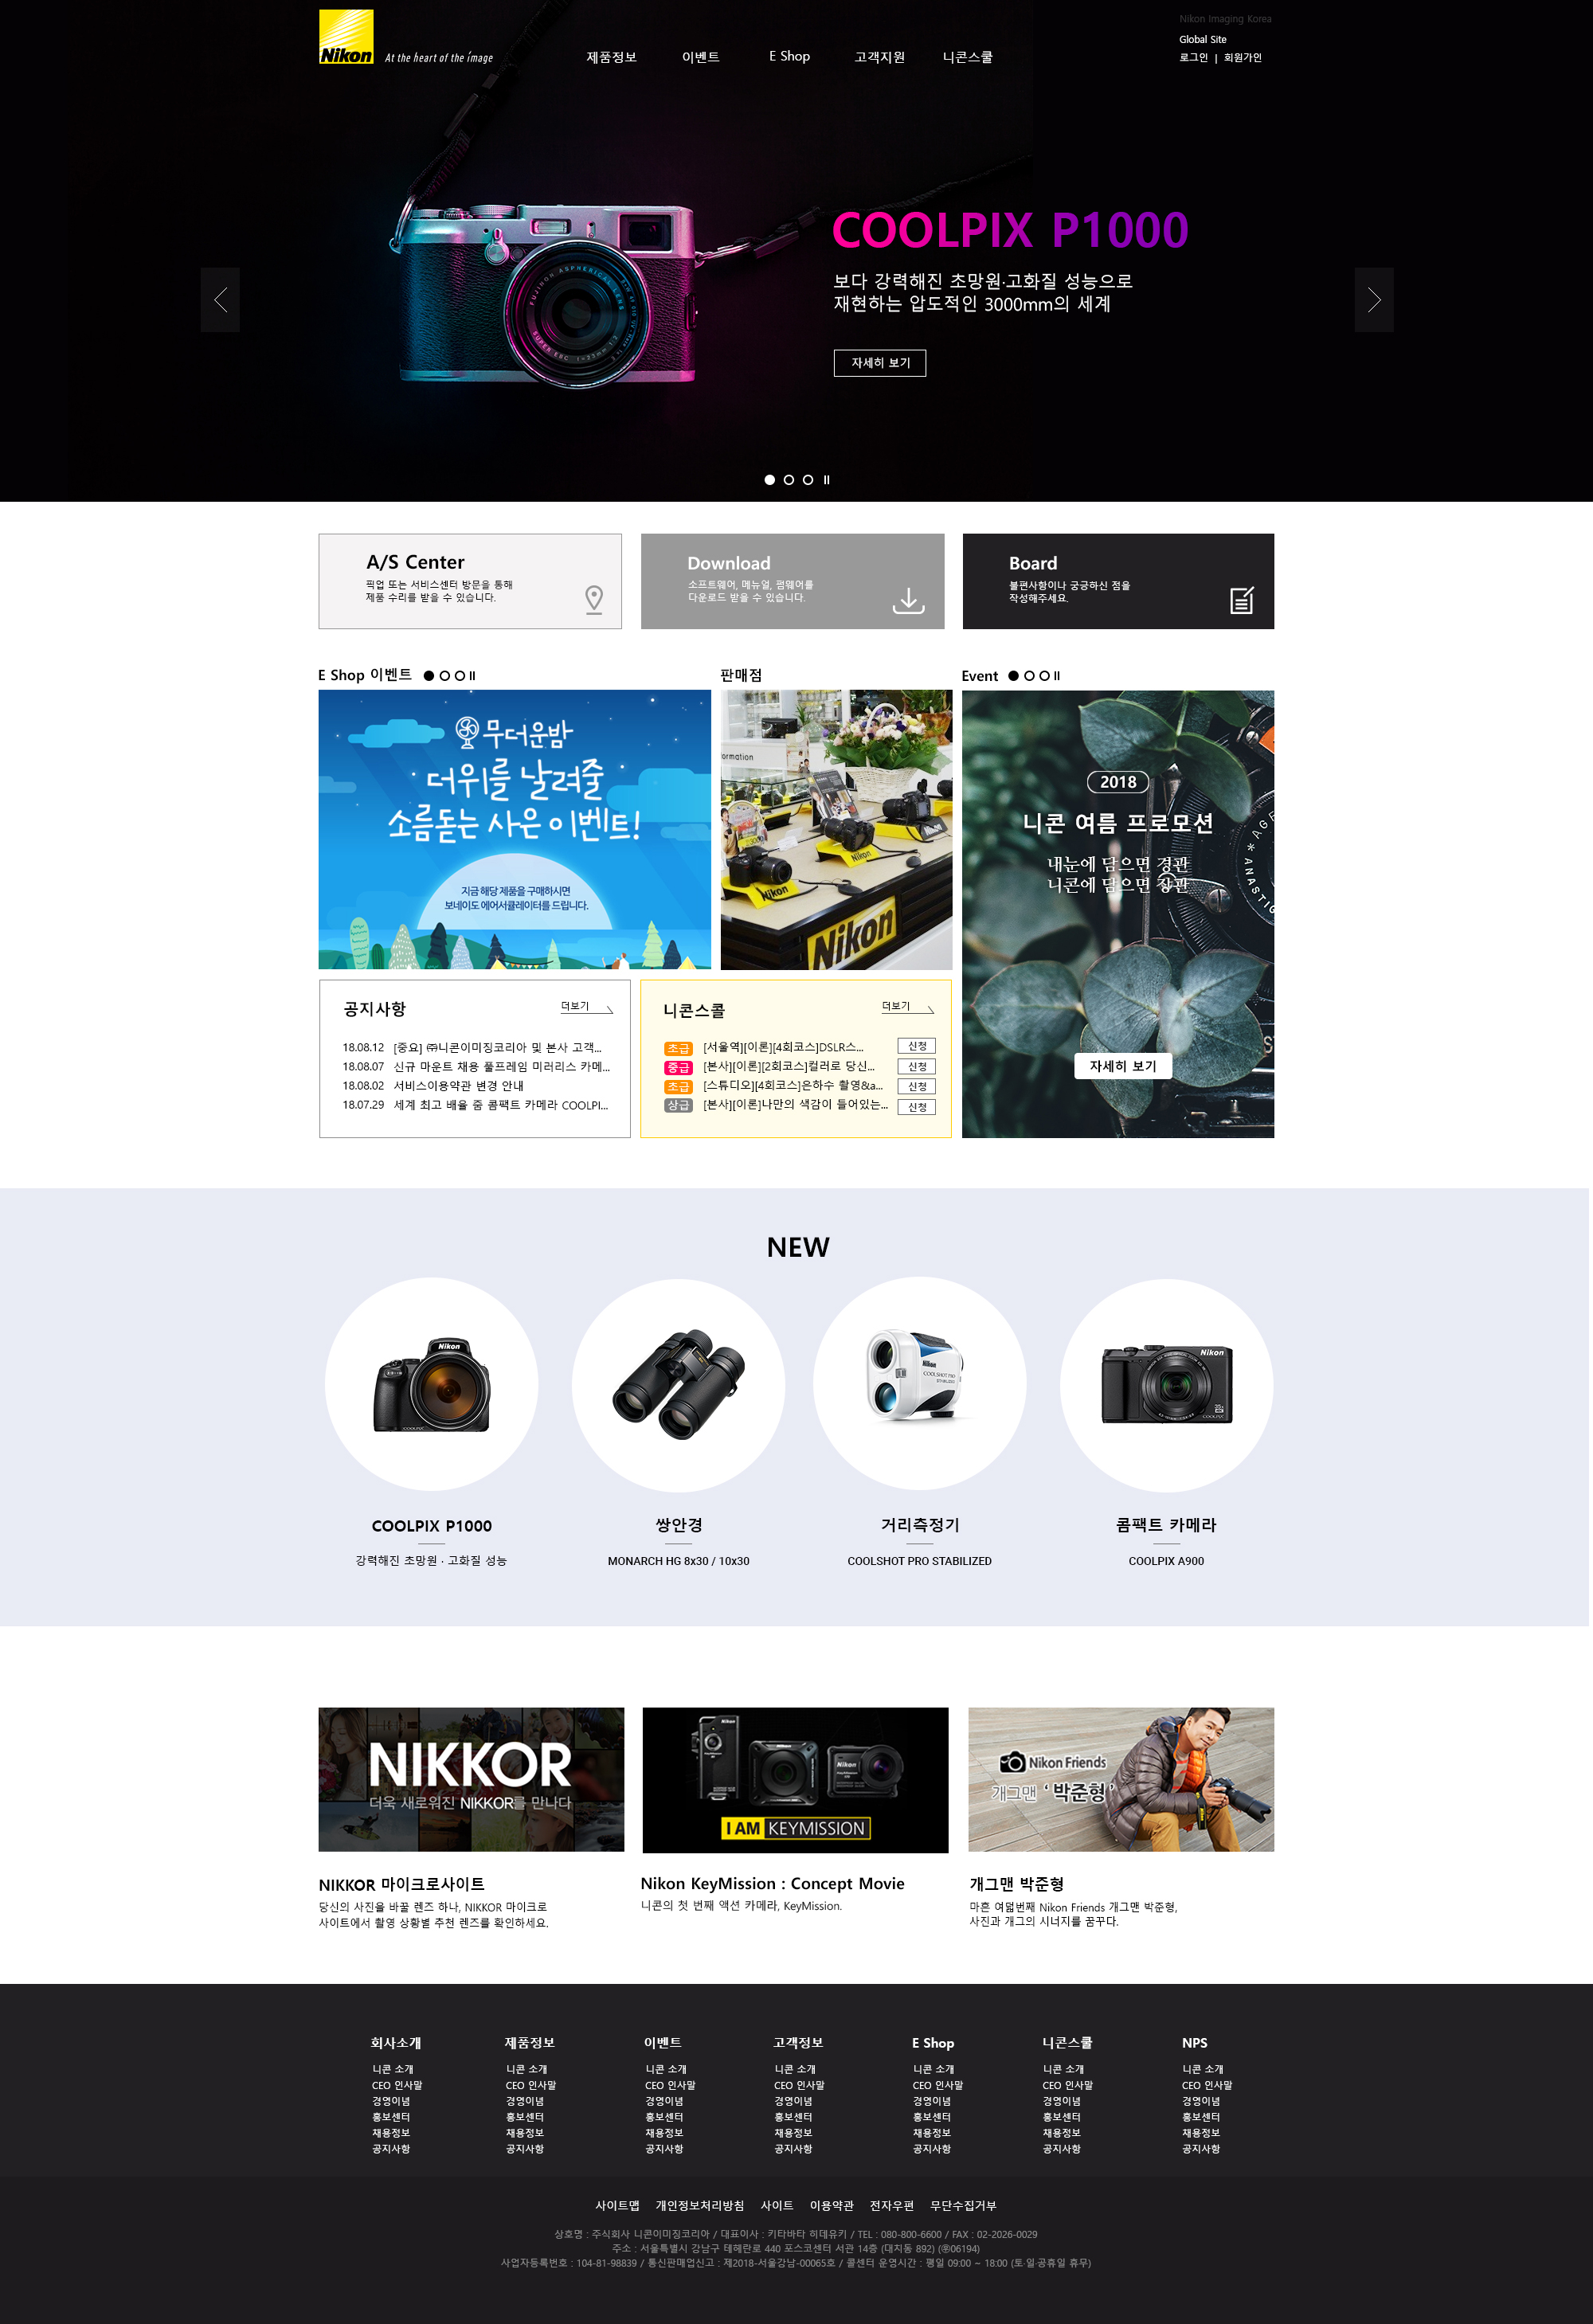 Nikon
At the heart of the image
제품정보 이벤트 E Shop 고객지원 니콘스쿨
Nikon Imaging Korea
Global Site
로그인 | 회원가인
FUJINON ASPHERICAL LENS
SUPER EBC f=23mm 1:2
COOLPIX P1000
보다 강력해진 초망원·고화질 성능으로
재현하는 압도적인 3000mm의 세계
자세히 보기
A/S Center
픽업 또는 서비스센터 방문을 통해
제품 수리를 받을 수 있습니다.
Download
소프트웨어, 메뉴얼, 펌웨어를
다운로드 받을 수 있습니다.
Board
불편사항이나 궁궁하신 점을
작성해주세요.
E Shop 이벤트
무더운밤
더위를 날려줄
소름돋는 사은 이벤트!
지금 해당 제품을 구매하시면
보네이도 에어서큘레이터를 드립니다.
판매점
formation
Nikon
Nikon
Nikon
Nikon
Event
2018
니콘 여름 프로모션
내눈에 담으면 경관
니콘에 담으면 장관
AGE
ANASTIG
자세히 보기
공지사항
더보기
18.08.12 [중요] ㈜니콘이미징코리아 및 본사 고객...
18.08.07 신규 마운트 채용 풀프레임 미러리스 카메...
18.08.02 서비스이용약관 변경 안내
18.07.29 세계 최고 배율 줌 콤팩트 카메라 COOLPI...
니콘스콜
더보기
초급 [서울역][이론][4회코스]DSLR스... 신청
중급 [본사][이론][2회코스]컬러로 당신... 신청
초급 [스튜디오][4회코스]은하수 촬영&a... 신청
상급 [본사][이론]나만의 색감이 들어있는... 신청
NEW
Nikon
COOLPIX
Nikon
COOLSHOT PRO
STABILIZED
Nikon
COOLPIX
COOLPIX P1000
강력해진 초망원 · 고화질 성능
쌍안경
MONARCH HG 8x30 / 10x30
거리측정기
COOLSHOT PRO STABILIZED
콤팩트 카메라
COOLPIX A900
NIKKOR
더욱 새로워진 NIKKOR를 만나다
Nikon
KeyMission
Nikon
Nikon
I AM KEYMISSION
Nikon Friends
개그맨 ‘박준형’
NIKKOR 마이크로사이트
당신의 사진을 바꿀 렌즈 하나, NIKKOR 마이크로
사이트에서 촬영 상황별 추천 렌즈를 확인하세요.
Nikon KeyMission : Concept Movie
니콘의 첫 번째 액션 카메라, KeyMission.
개그맨 박준형
마흔 여덟번째 Nikon Friends 개그맨 박준형,
사진과 개그의 시너지를 꿈꾸다.
회사소개 제품정보 이벤트 고객정보 E Shop 니콘스쿨 NPS
니콘 소개 니콘 소개 니콘 소개 니콘 소개 니콘 소개 니콘 소개 니콘 소개
CEO 인사말 CEO 인사말 CEO 인사말 CEO 인사말 CEO 인사말 CEO 인사말 CEO 인사말
경영이념 경영이념 경영이념 경영이념 경영이념 경영이념 경영이념
홍보센터 홍보센터 홍보센터 홍보센터 홍보센터 홍보센터 홍보센터
채용정보 채용정보 채용정보 채용정보 채용정보 채용정보 채용정보
공지사항 공지사항 공지사항 공지사항 공지사항 공지사항 공지사항
사이트맵 개인정보처리방침 사이트 이용약관 전자우편 무단수집거부
상호명 : 주식회사 니콘이미징코리아 / 대표이사 : 키타바타 히데유키 / TEL : 080-800-6600 / FAX : 02-2026-0029
주소 : 서울특별시 강남구 테헤란로 440 포스코센터 서관 14층 (대치동 892) (㉾06194)
사업자등록번호 : 104-81-98839 / 통신판매업신고 : 제2018-서울강남-00065호 / 콜센터 운영시간 : 평일 09:00 ~ 18:00 (토·일·공휴일 휴무)